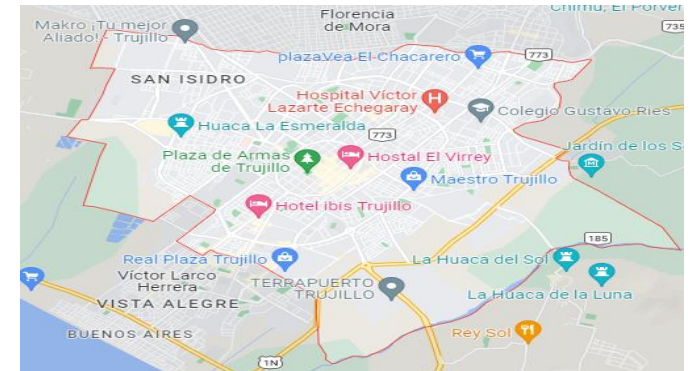 Florencia
de Mora
Chimú, El Porver
Makro ¡Tu mejor
Aliado! - Trujillo
735
plazaVea El Chacarero
773
SAN ISIDRO
Hospital Víctor
Lazarte Echegaray
H
Colegio Gustavo Ries
Huaca La Esmeralda
773
Jardín de los S
Plaza de Armas
de Trujillo
Hostal El Virrey
Maestro Trujillo
Hotel ibis Trujillo
185
Real Plaza Trujillo
La Huaca del Sol
Víctor Larco
Herrera
TERRAPUERTO
TRUJILLO
La Huaca de la Luna
VISTA ALEGRE
BUENOS AIRES
Rey Sol
1N